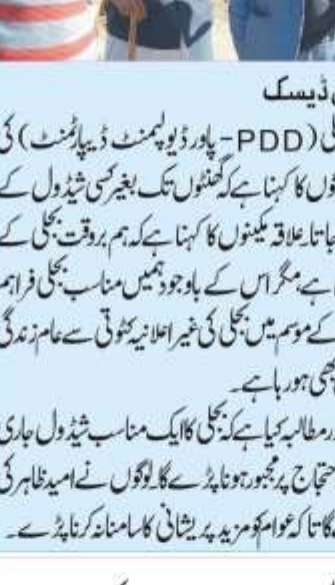 ڈیسک
(PDD- پاور ڈیولپمنٹ ڈیپارٹمنٹ) کی
کا کہنا ہے کہ گھنٹوں تک بغیر کسی شیڈول کے
جاتا۔ علاقہ مکینوں کا کہنا ہے کہ ہم بروقت بجلی کے
ہے مگر اس کے باوجود ہمیں مناسب بجلی فراہم
کے موسم میں بجلی کی غیر اعلانیہ کٹوتی سے عام زندگی
بھی ہو رہا ہے۔
مطالبہ کیا ہے کہ بجلی کا ایک مناسب شیڈول جاری
احتجاج پر مجبور ہونا پڑے گا۔ لوگوں نے امید ظاہر کی
گا تا کہ عوام کو مزید پریشانی کا سامنا نہ کرنا پڑے۔